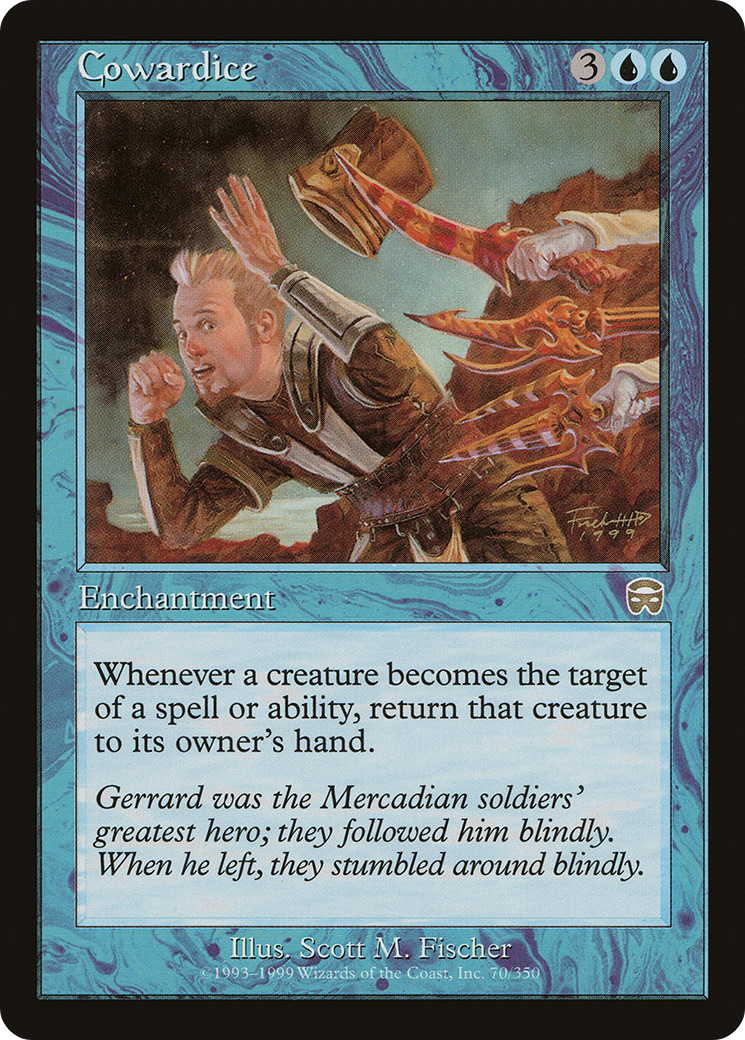 Cowardice 3
1999
Enchantment
Whenever a creature becomes the target
of a spell or ability, return that creature
to its owner's hand.
Gerrard was the Mercadian soldiers'
greatest hero; they followed him blindly.
When he left, they stumbled around blindly.
Illus. Scott M. Fischer
©1993–1999 Wizards of the Coast, Inc. 70/350